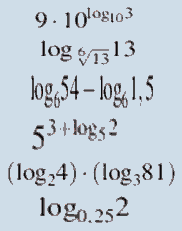 9 · 10^{log₁₀3}
log_{⁶√13} 13
log₆54 – log₆1,5
5^{3+log₅2}
(log₂4) · (log₃81)
log₀.₂₅2